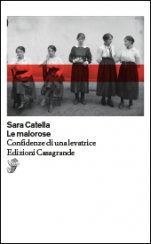 Sara Catella
Le malorose
Confidenze di una levatrice
Edizioni Casagrande